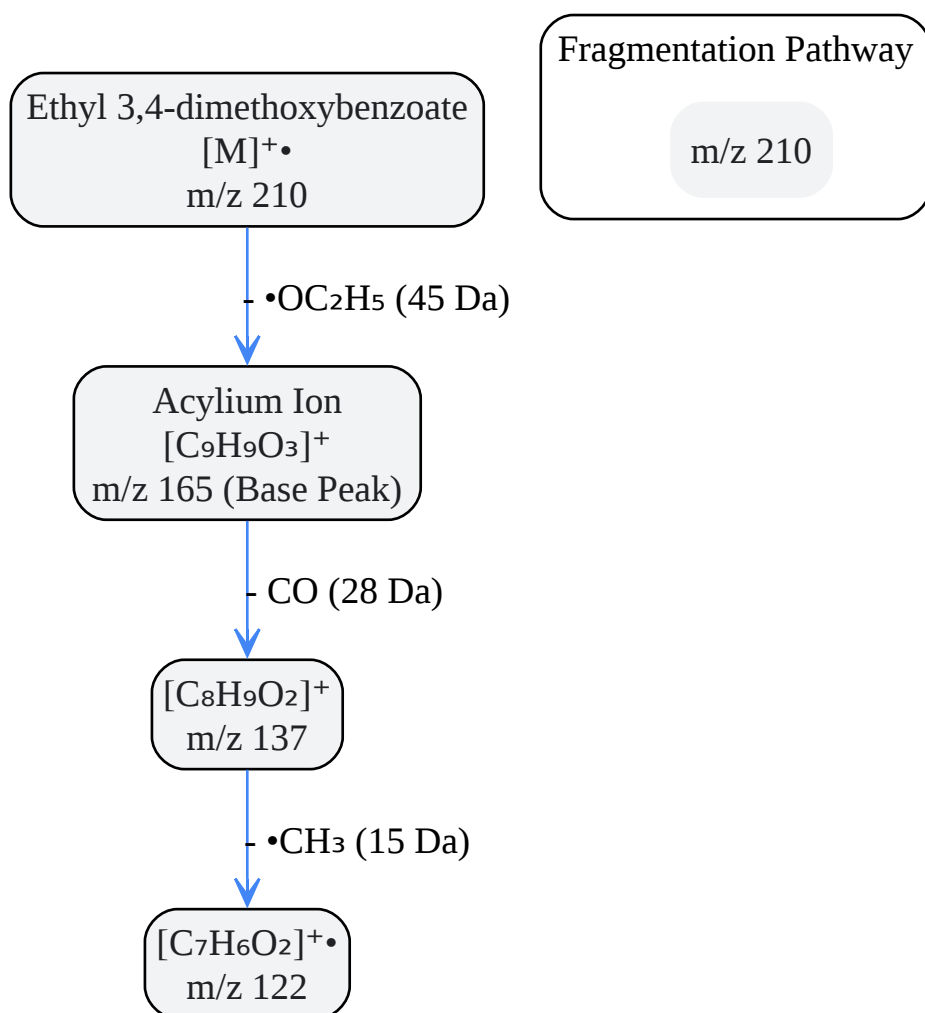 Fragmentation Pathway
m/z 210
Ethyl 3,4-dimethoxybenzoate
[M]⁺•
m/z 210
- •OC₂H₅ (45 Da)
Acylium Ion
[C₉H₉O₃]⁺
m/z 165 (Base Peak)
- CO (28 Da)
[C₈H₉O₂]⁺
m/z 137
- •CH₃ (15 Da)
[C₇H₆O₂]⁺•
m/z 122